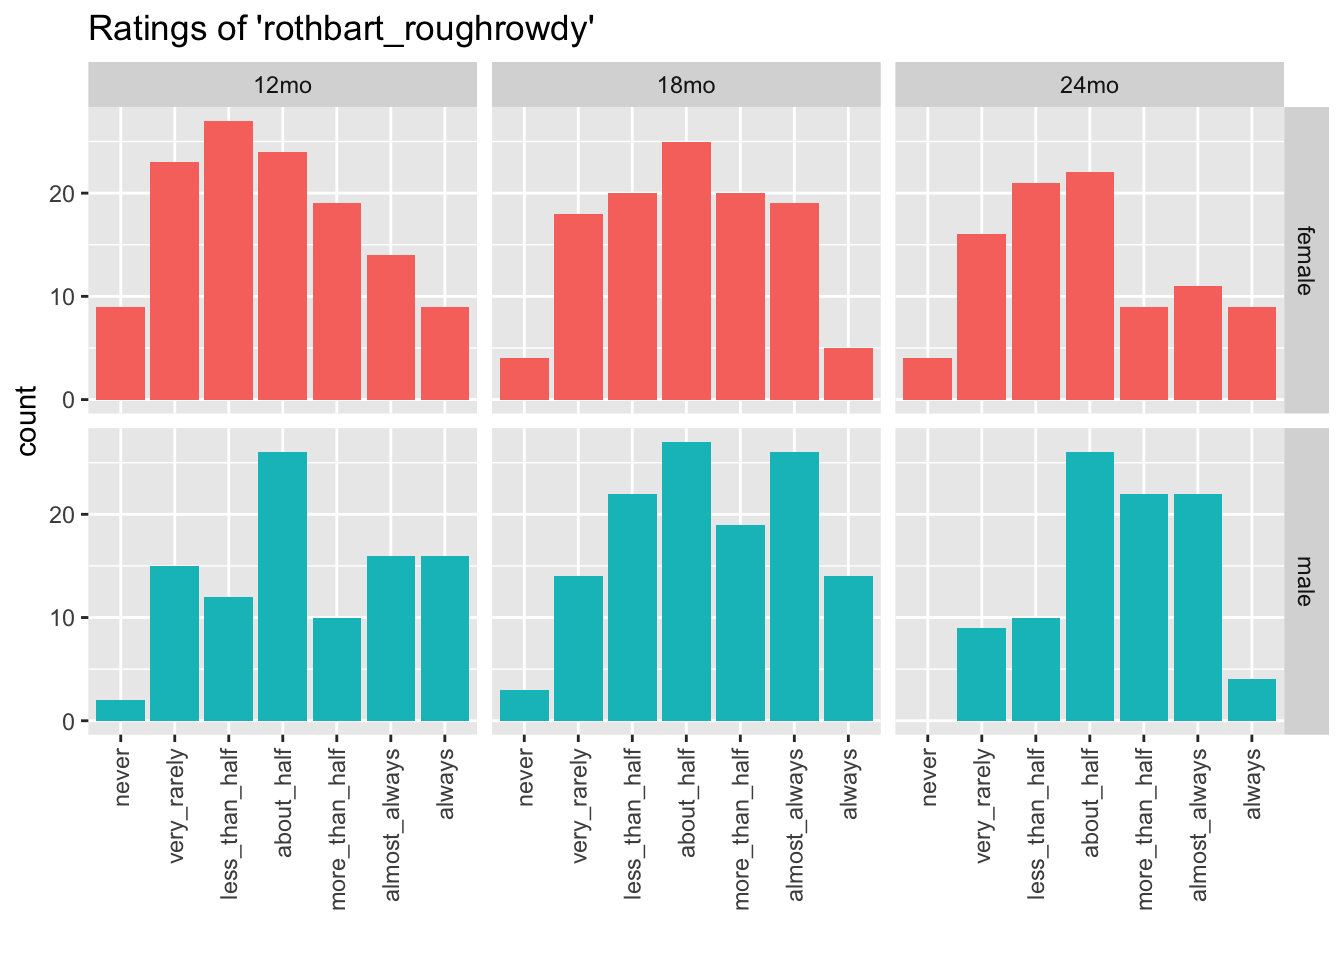 Ratings of 'rothbart_roughrowdy'
12mo
18mo
24mo
count
20
10
0
female
20
10
0
male
never
very_rarely
less_than_half
about_half
more_than_half
almost_always
always
never
very_rarely
less_than_half
about_half
more_than_half
almost_always
always
never
very_rarely
less_than_half
about_half
more_than_half
almost_always
always